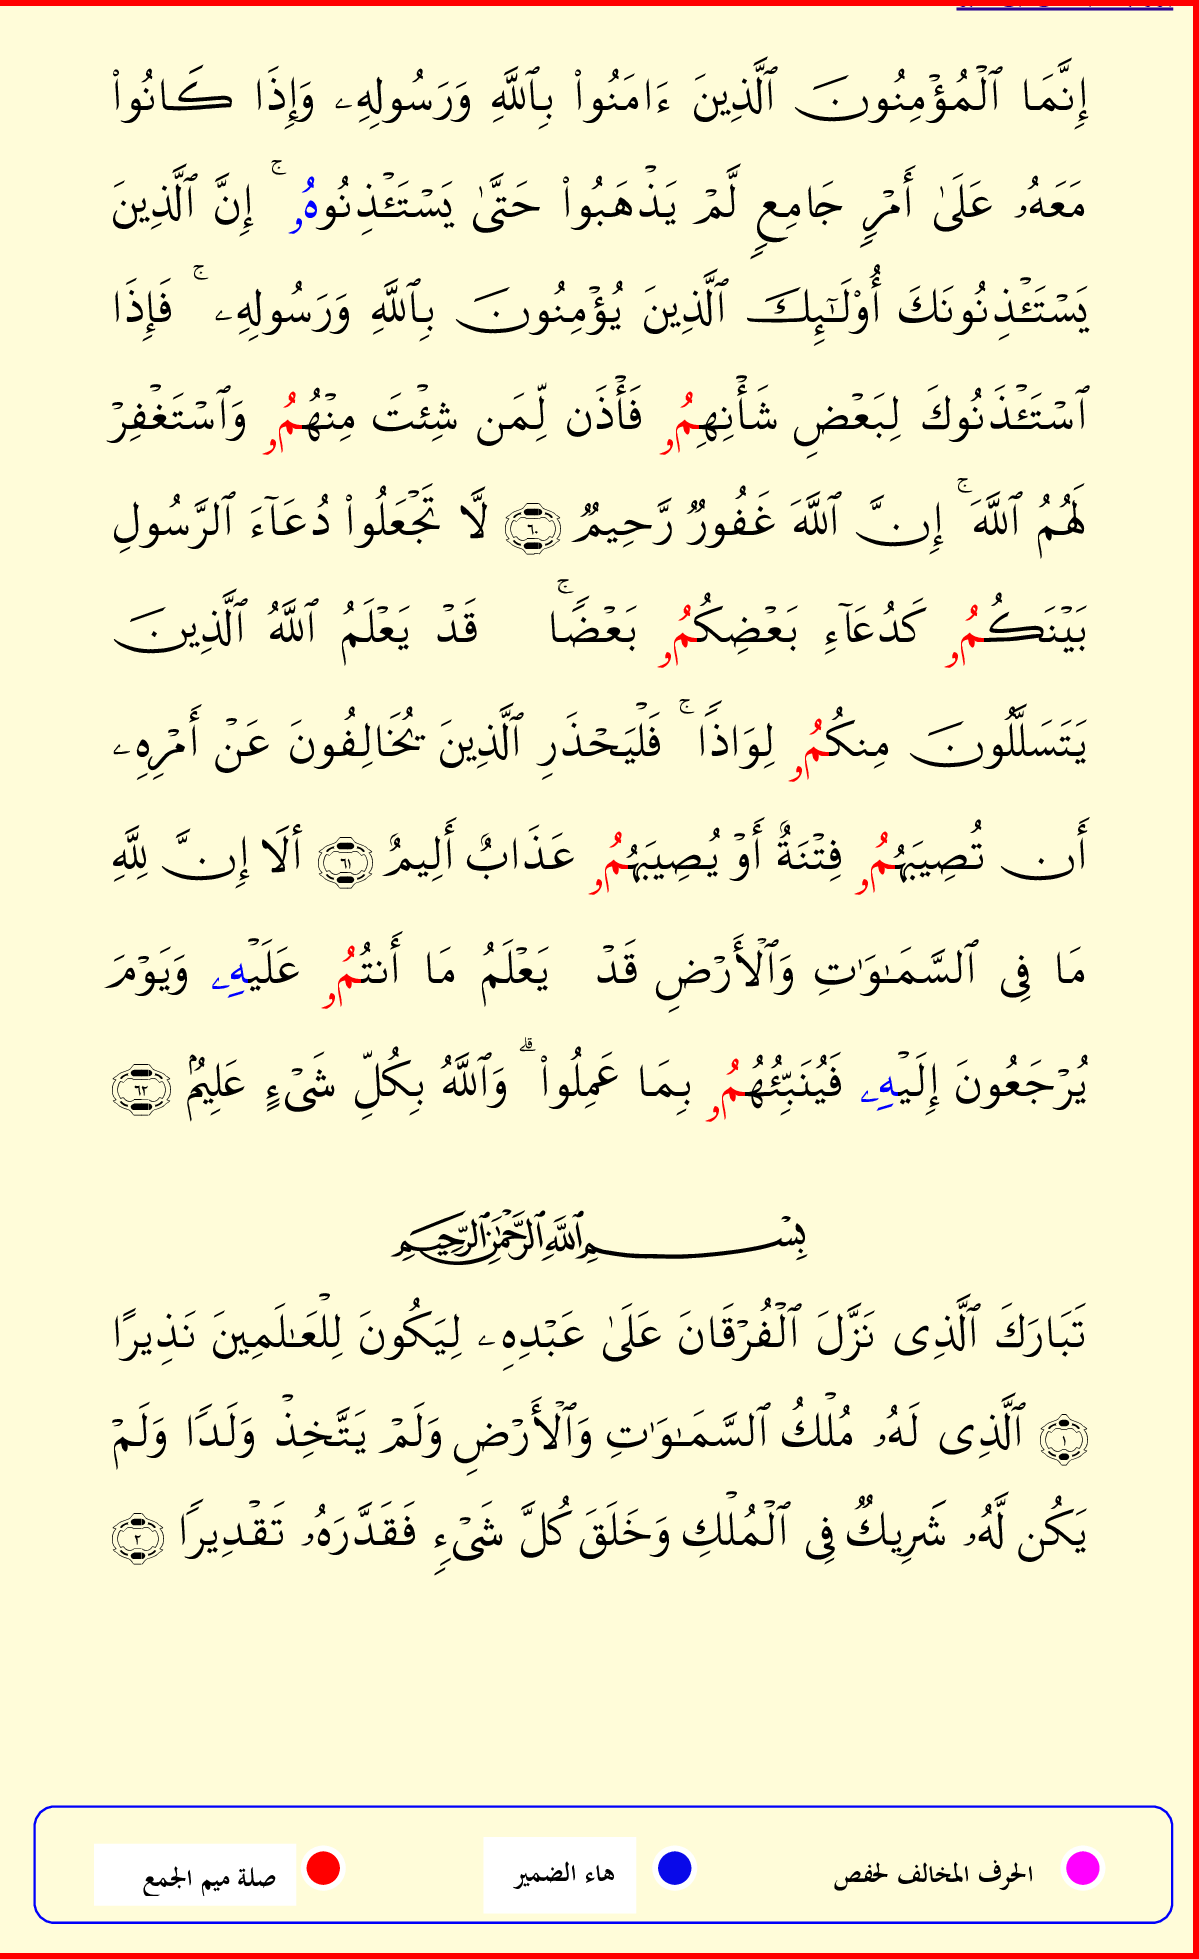 إِنَّمَا ٱلْمُؤْمِنُونَ ٱلَّذِينَ ءَامَنُوا۟ بِٱللَّهِ وَرَسُولِهِۦ وَإِذَا كَانُوا۟
مَعَهُۥ عَلَىٰٓ أَمْرٍ جَامِعٍ لَّمْ يَذْهَبُوا۟ حَتَّىٰ يَسْتَـْٔذِنُوهُۥ ۚ إِنَّ ٱلَّذِينَ
يَسْتَـْٔذِنُونَكَ أُو۟لَـٰٓئِكَ ٱلَّذِينَ يُؤْمِنُونَ بِٱللَّهِ وَرَسُولِهِۦ ۚ فَإِذَا
ٱسْتَـْٔذَنُوكَ لِبَعْضِ شَأْنِهِمُۥ فَأْذَن لِّمَن شِئْتَ مِنْهُمُۥ وَٱسْتَغْفِرْ
لَهُمُ ٱللَّهَ ۚ إِنَّ ٱللَّهَ غَفُورٌ رَّحِيمٌ ٦٠ لَّا تَجْعَلُوا۟ دُعَآءَ ٱلرَّسُولِ
بَيْنَكُمُۥ كَدُعَآءِ بَعْضِكُمُۥ بَعْضًا ۚ قَدْ يَعْلَمُ ٱللَّهُ ٱلَّذِينَ
يَتَسَلَّلُونَ مِنكُمُۥ لِوَاذًا ۚ فَلْيَحْذَرِ ٱلَّذِينَ يُخَالِفُونَ عَنْ أَمْرِهِۦ
أَن تُصِيبَهُمُۥ فِتْنَةٌ أَوْ يُصِيبَهُمُۥ عَذَابٌ أَلِيمٌ ٦١ أَلَا إِنَّ لِلَّهِ
مَا فِى ٱلسَّمَـٰوَٰتِ وَٱلْأَرْضِ قَدْ يَعْلَمُ مَا أَنتُمُۥ عَلَيْهِۦ وَيَوْمَ
يُرْجَعُونَ إِلَيْهِۦ فَيُنَبِّئُهُمُۥ بِمَا عَمِلُوا۟ ۗ وَٱللَّهُ بِكُلِّ شَىْءٍ عَلِيمٌۢ ٦٢
بِسْمِ ٱللَّهِ ٱلرَّحْمَـٰنِ ٱلرَّحِيمِ
تَبَارَكَ ٱلَّذِى نَزَّلَ ٱلْفُرْقَانَ عَلَىٰ عَبْدِهِۦ لِيَكُونَ لِلْعَـٰلَمِينَ نَذِيرًا
١ ٱلَّذِى لَهُۥ مُلْكُ ٱلسَّمَـٰوَٰتِ وَٱلْأَرْضِ وَلَمْ يَتَّخِذْ وَلَدًا وَلَمْ
يَكُن لَّهُۥ شَرِيكٌ فِى ٱلْمُلْكِ وَخَلَقَ كُلَّ شَىْءٍ فَقَدَّرَهُۥ تَقْدِيرًا ٢
الحرف المخالف لحفص هاء الضمير صلة ميم الجمع